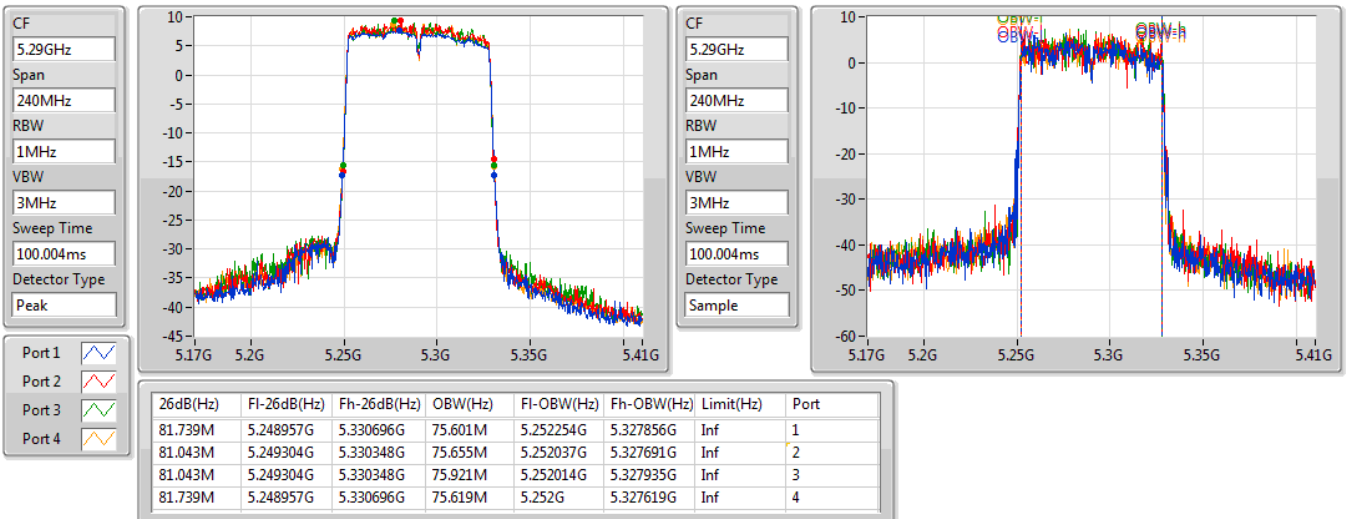 CF
5.29GHz
Span
240MHz
RBW
1MHz
VBW
3MHz
Sweep Time
100.004ms
Detector Type
Peak
10
5
0
-5
-10
-15
-20
-25
-30
-35
-40
-45
5.17G 5.2G 5.25G 5.3G 5.35G 5.41G
CF
5.29GHz
Span
240MHz
RBW
1MHz
VBW
3MHz
Sweep Time
100.004ms
Detector Type
Sample
OBW-l OBW-h
10
0
-10
-20
-30
-40
-50
-60
5.17G 5.2G 5.25G 5.3G 5.35G 5.41G
Port 1
Port 2
Port 3
Port 4
26dB(Hz) Fl-26dB(Hz) Fh-26dB(Hz) OBW(Hz) Fl-OBW(Hz) Fh-OBW(Hz) Limit(Hz) Port
81.739M 5.248957G 5.330696G 75.601M 5.252254G 5.327856G Inf 1
81.043M 5.249304G 5.330348G 75.655M 5.252037G 5.327691G Inf 2
81.043M 5.249304G 5.330348G 75.921M 5.252014G 5.327935G Inf 3
81.739M 5.248957G 5.330696G 75.619M 5.252G 5.327619G Inf 4